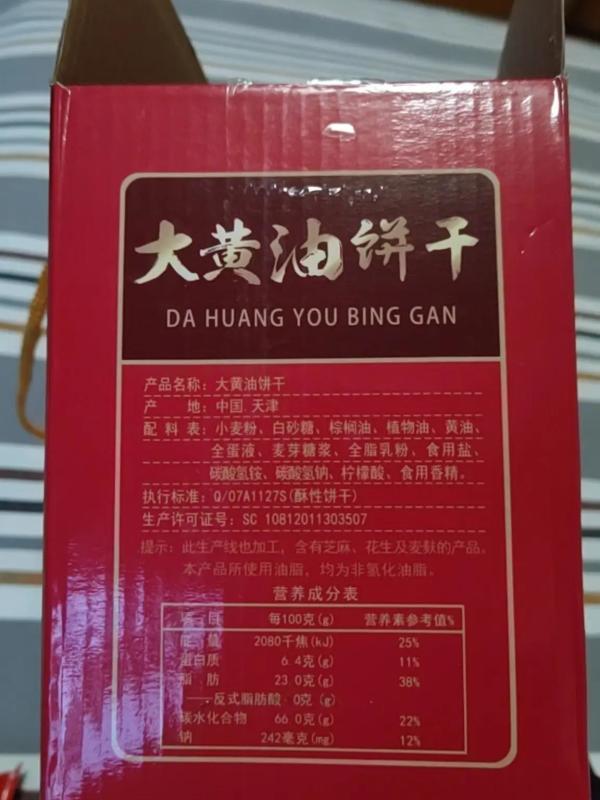 大黄油饼干
DA HUANG YOU BING GAN
产品名称：大黄油饼干
产　地：中国.天津
配 料 表：小麦粉、白砂糖、棕榈油、植物油、黄油、
全蛋液、麦芽糖浆、全脂乳粉、食用盐、
碳酸氢铵、碳酸氢钠、柠檬酸、食用香精。
执行标准：Q/07A1127S(酥性饼干)
生产许可证号：SC 10812011303507
提示：此生产线也加工，含有芝麻、花生及麦麸的产品。
本产品所使用油脂，均为非氢化油脂。
营养成分表
项 目 每100克(g) 营养素参考值%
能 量 2080千焦(kJ) 25%
蛋白质 6.4克(g) 11%
脂 肪 23.0克(g) 38%
——反式脂肪酸 0克 (g)
碳水化合物 66.0克(g) 22%
钠 242毫克(mg) 12%